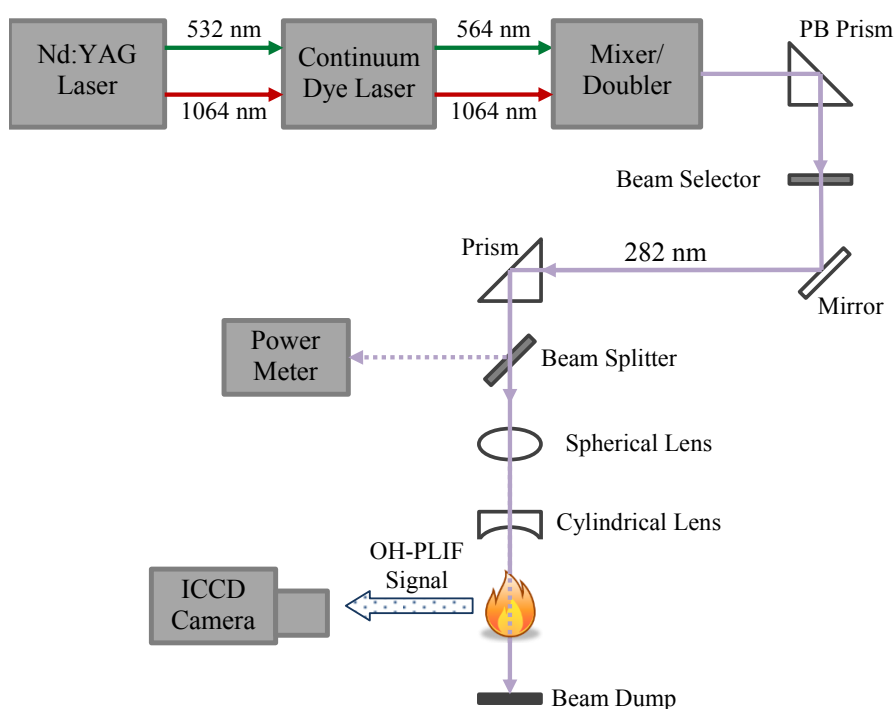 532 nm
564 nm
PB Prism
Nd:YAG
Laser
Continuum
Dye Laser
Mixer/
Doubler
1064 nm
1064 nm
Beam Selector
Prism
282 nm
Mirror
Power
Meter
Beam Splitter
Spherical Lens
Cylindrical Lens
OH-PLIF
Signal
ICCD
Camera
Beam Dump